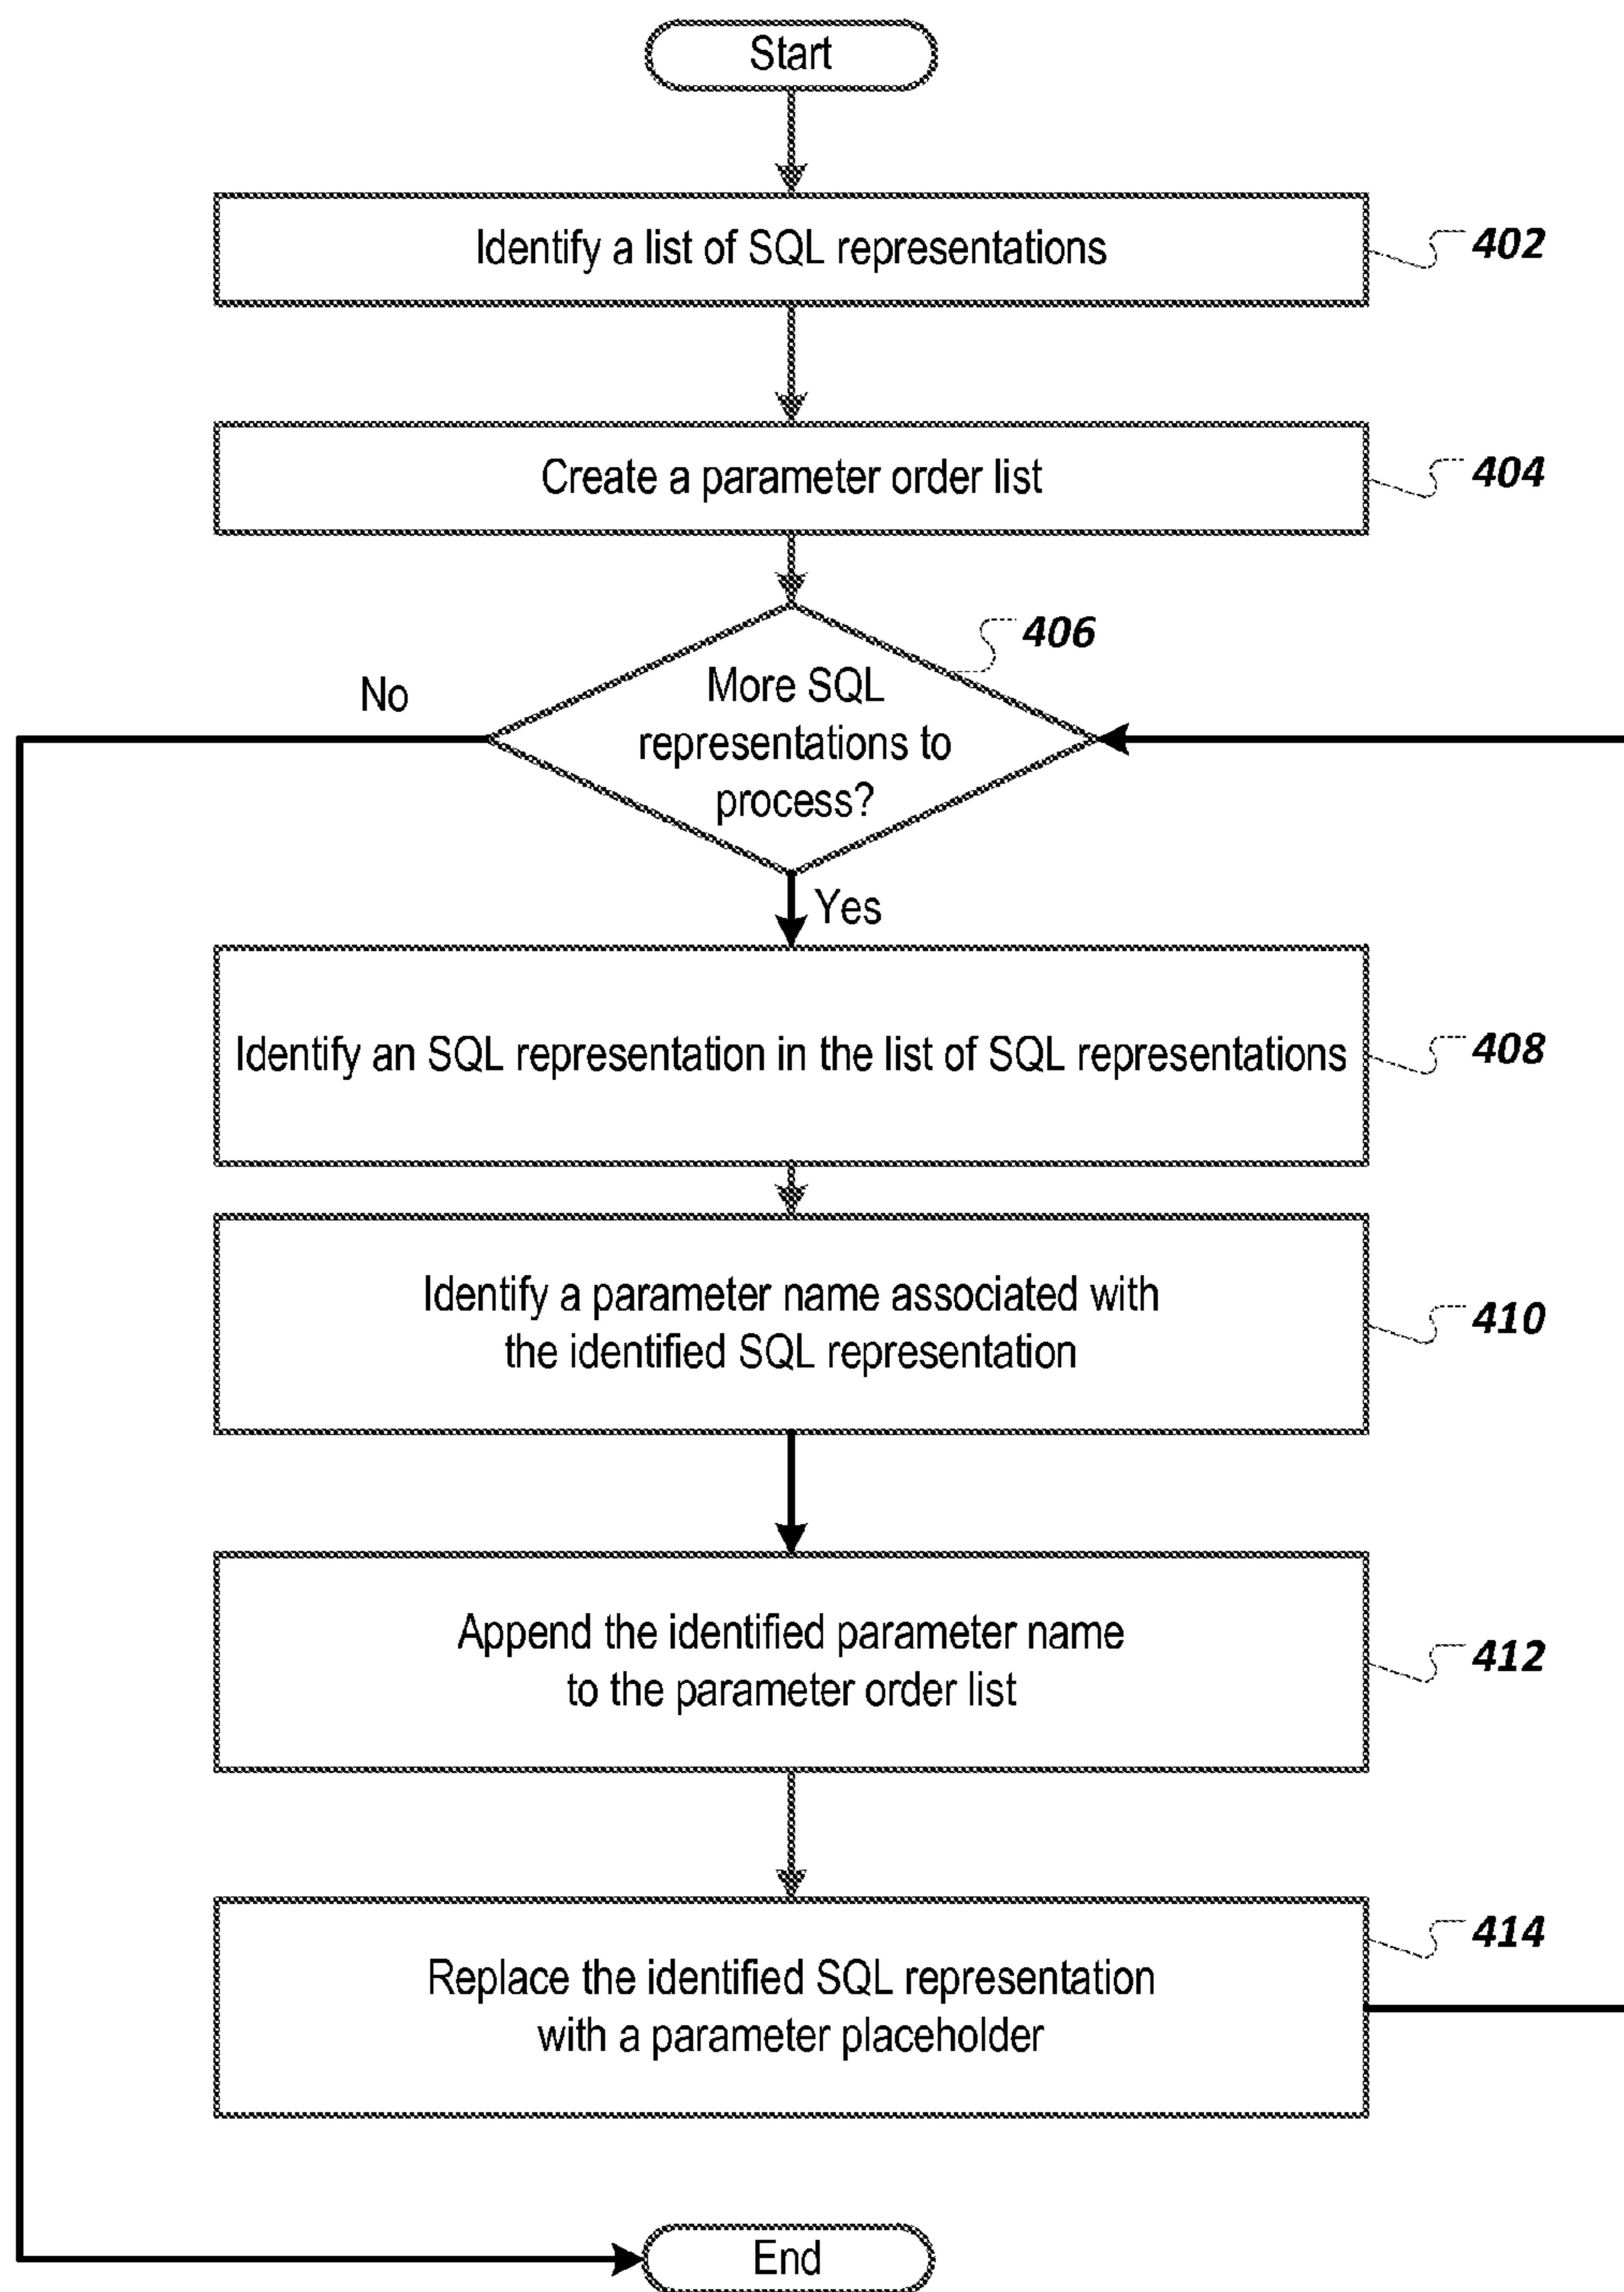 Start
Identify a list of SQL representations
402
Create a parameter order list
404
406
No
More SQL
representations to
process?
Yes
Identify an SQL representation in the list of SQL representations
408
Identify a parameter name associated with
the identified SQL representation
410
Append the identified parameter name
to the parameter order list
412
Replace the identified SQL representation
with a parameter placeholder
414
End